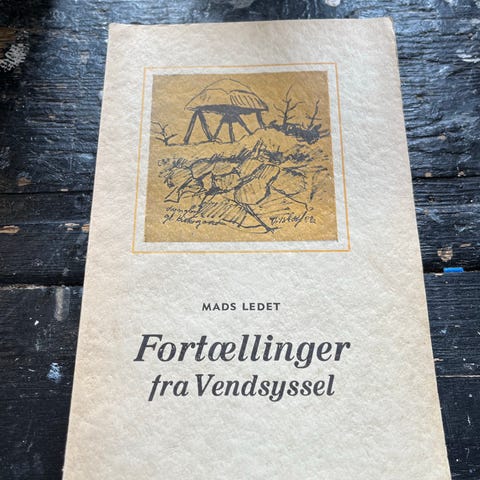 MADS LEDET
Fortællinger
fra Vendsyssel